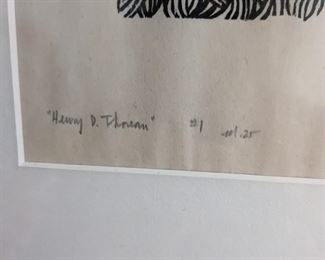 "Henry D. Thoreau" #1 ed. 25